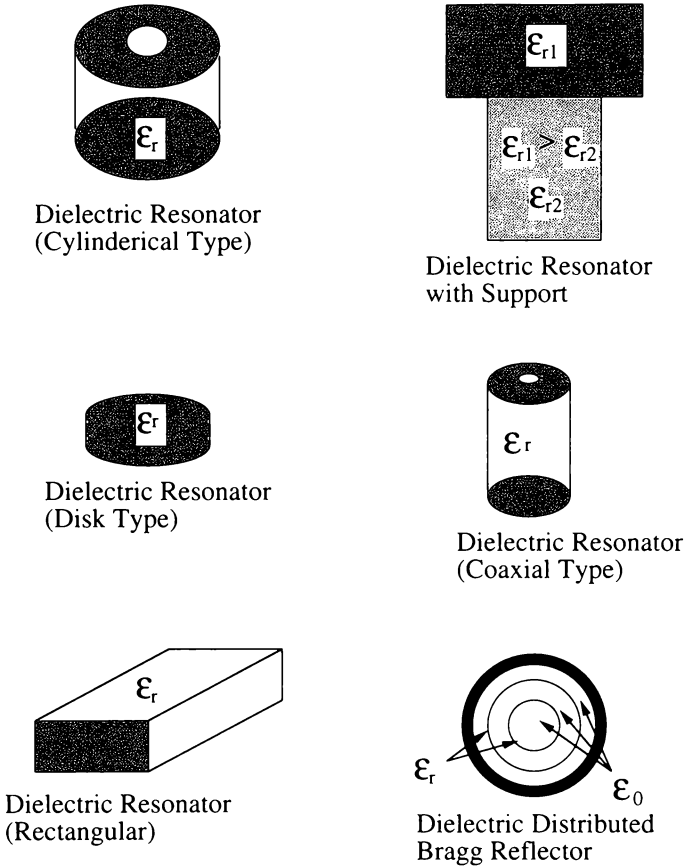 εr
Dielectric Resonator
(Cylinderical Type)
εr1
εr1 > εr2
εr2
Dielectric Resonator
with Support
εr
Dielectric Resonator
(Disk Type)
εr
Dielectric Resonator
(Coaxial Type)
εr
Dielectric Resonator
(Rectangular)
εr
ε0
Dielectric Distributed
Bragg Reflector